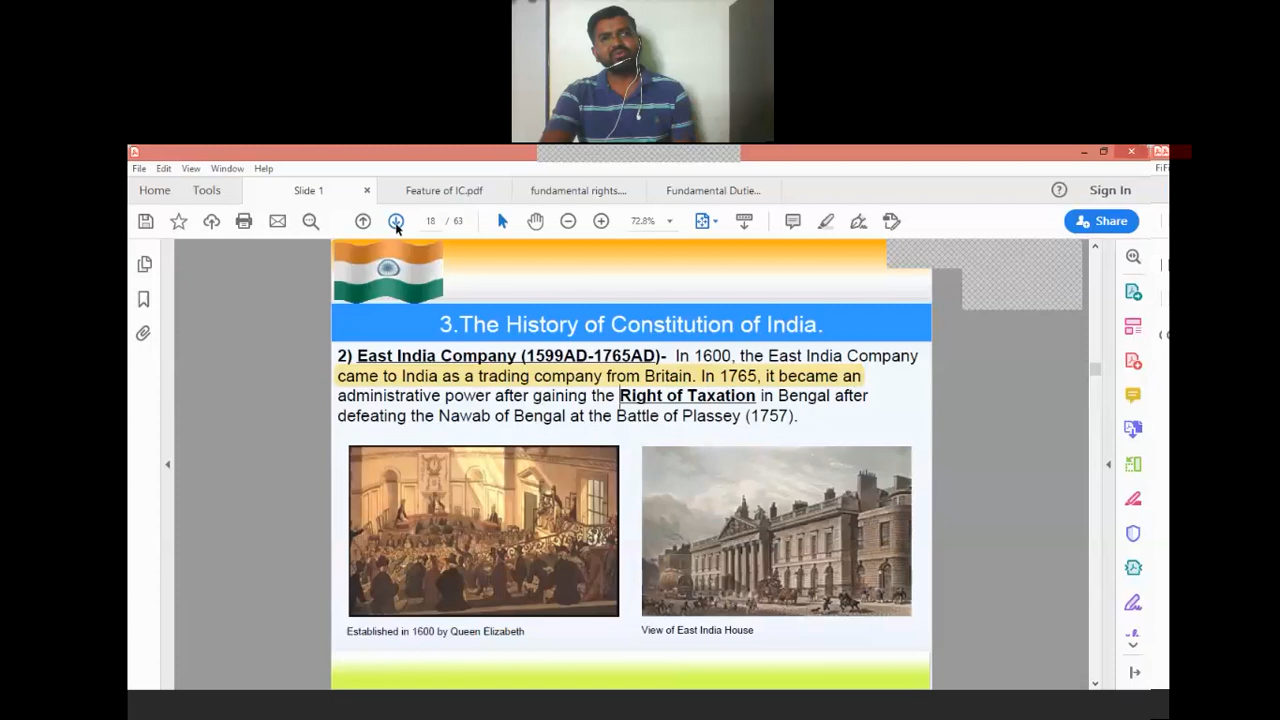 File Edit View Window Help
Home Tools Slide 1 × Feature of IC.pdf fundamental rights.... Fundamental Dutie... ? Sign In
18 / 63 72.8% Share
3.The History of Constitution of India.
2) East India Company (1599AD-1765AD)- In 1600, the East India Company
came to India as a trading company from Britain. In 1765, it became an
administrative power after gaining the Right of Taxation in Bengal after
defeating the Nawab of Bengal at the Battle of Plassey (1757).
Established in 1600 by Queen Elizabeth
View of East India House